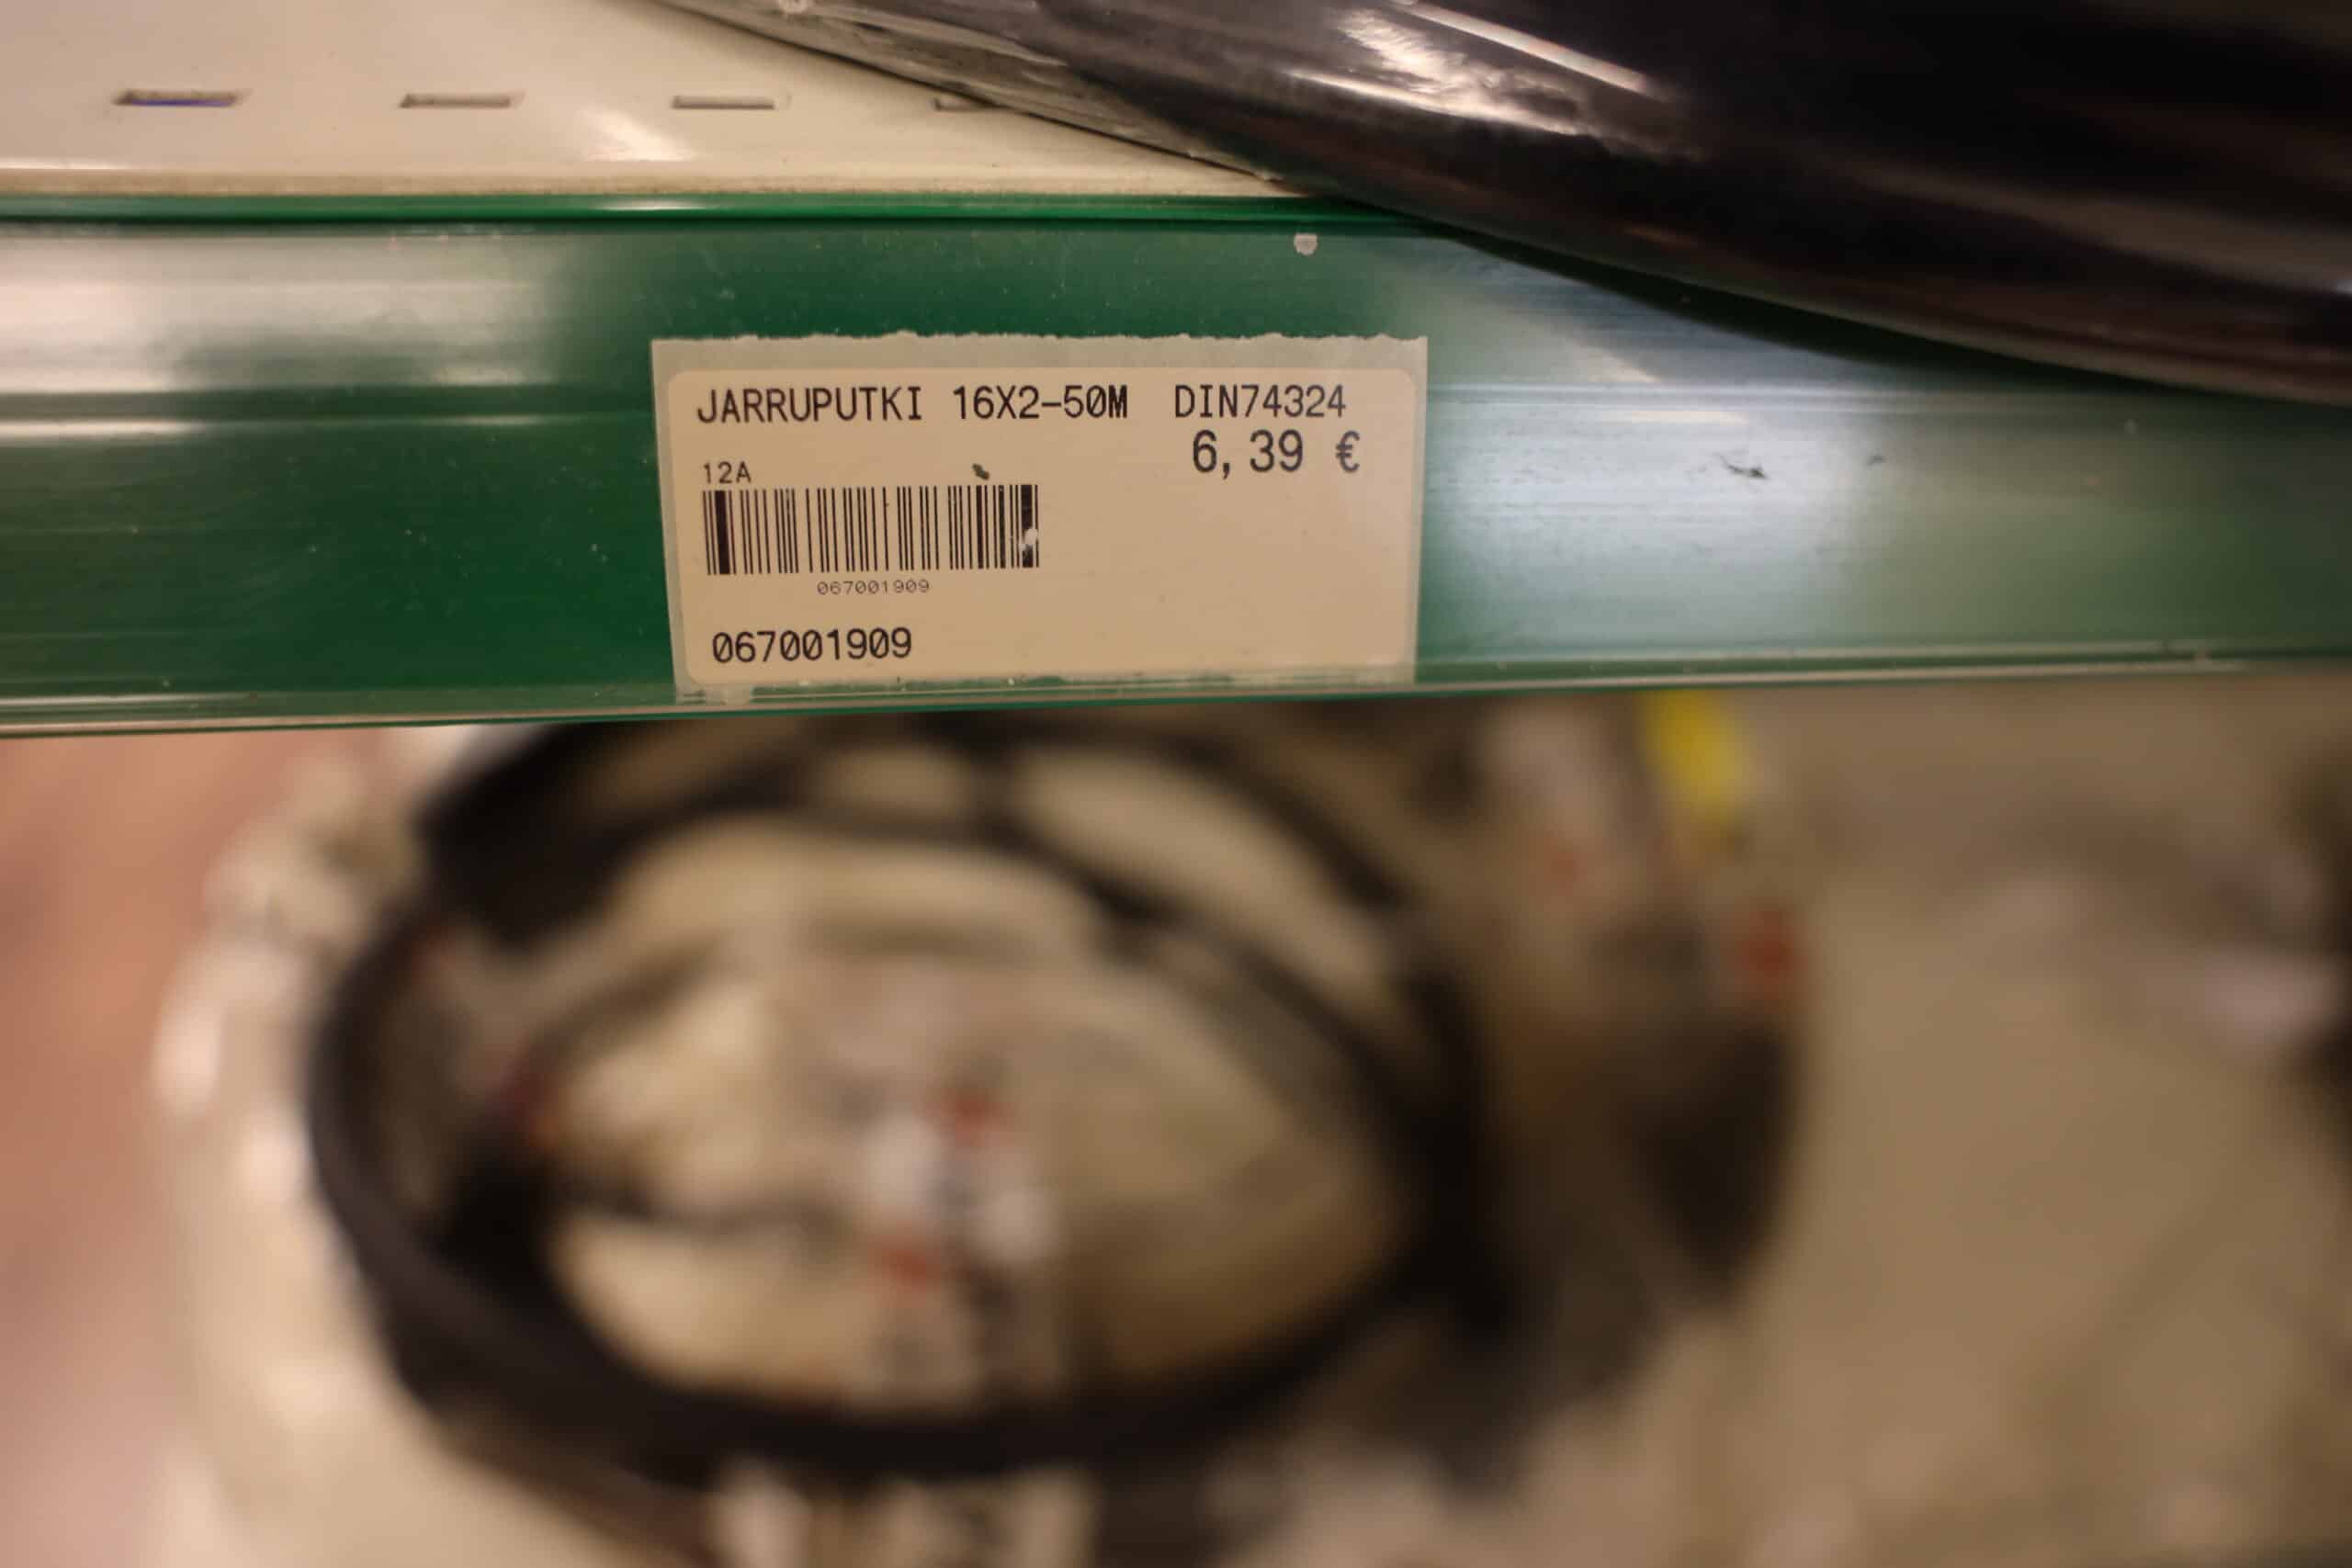 JARRUPUTKI 16X2-50M DIN74324
6,39 €
12A
067001909
067001909